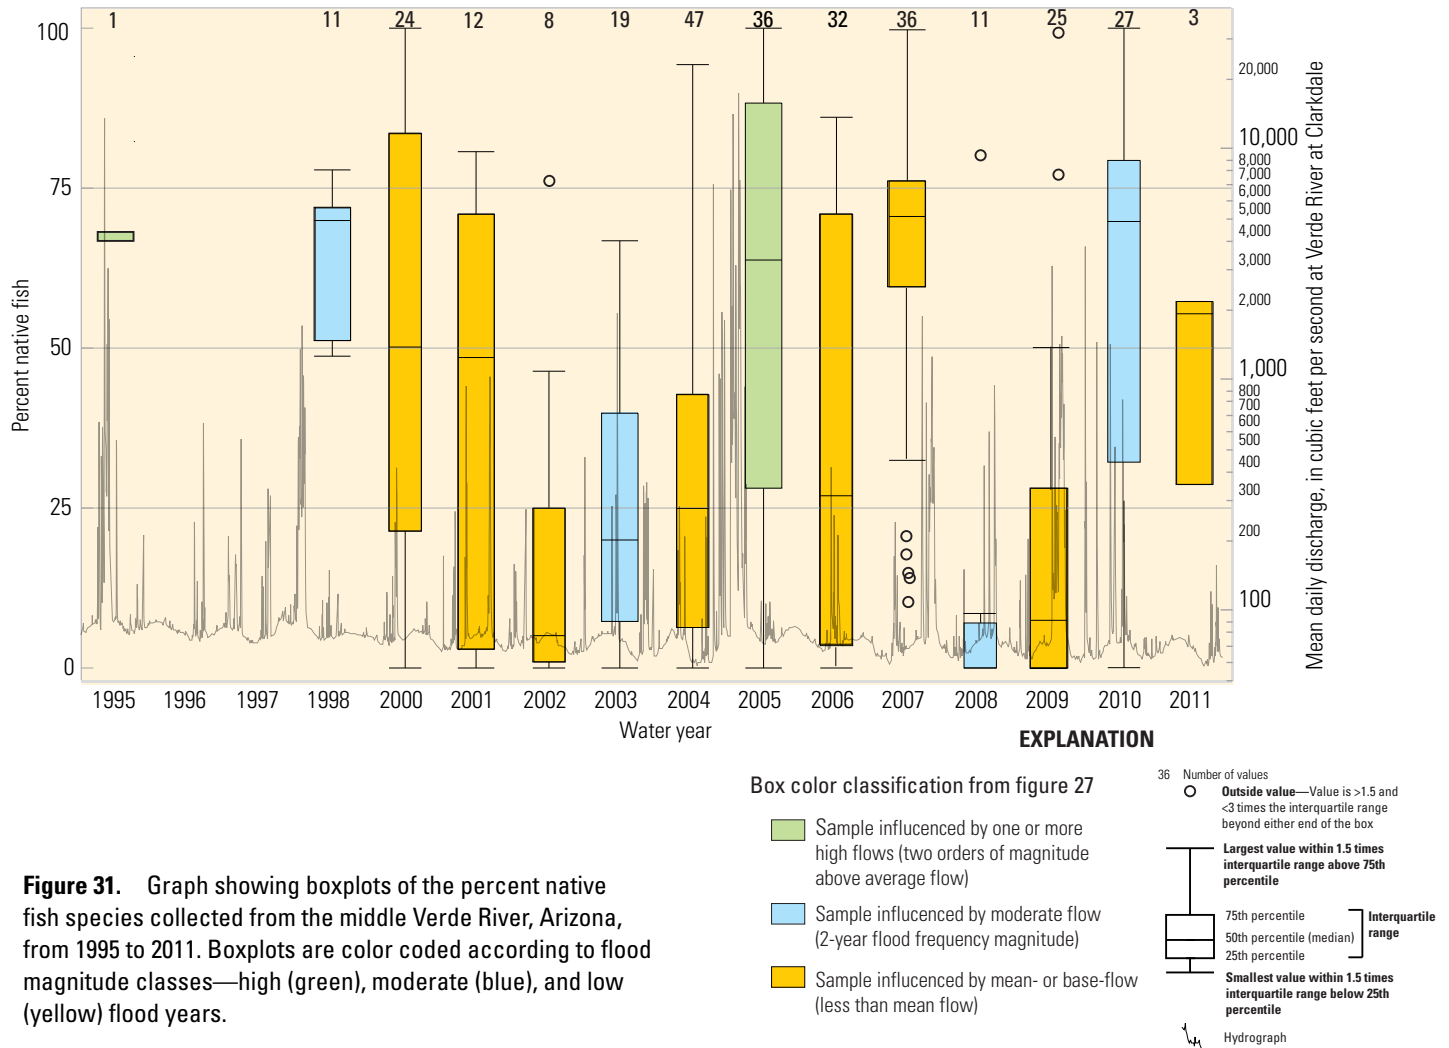 1 11 24 12 8 19 47 36 32 36 11 25 27 3
100
75
50
25
0
Percent native fish
20,000
10,000
8,000
7,000
6,000
5,000
4,000
3,000
2,000
1,000
800
700
600
500
400
300
200
100
Mean daily discharge, in cubic feet per second at Verde River at Clarkdale
1995 1996 1997 1998 2000 2001 2002 2003 2004 2005 2006 2007 2008 2009 2010 2011
Water year
EXPLANATION
Box color classification from figure 27
Sample influcenced by one or more
high flows (two orders of magnitude
above average flow)
Sample influcenced by moderate flow
(2-year flood frequency magnitude)
Sample influcenced by mean- or base-flow
(less than mean flow)
36 Number of values
Outside value—Value is >1.5 and
<3 times the interquartile range
beyond either end of the box
Largest value within 1.5 times
interquartile range above 75th
percentile
75th percentile
50th percentile (median)
25th percentile
Interquartile
range
Smallest value within 1.5 times
interquartile range below 25th
percentile
Hydrograph
Figure 31. Graph showing boxplots of the percent native
fish species collected from the middle Verde River, Arizona,
from 1995 to 2011. Boxplots are color coded according to flood
magnitude classes—high (green), moderate (blue), and low
(yellow) flood years.